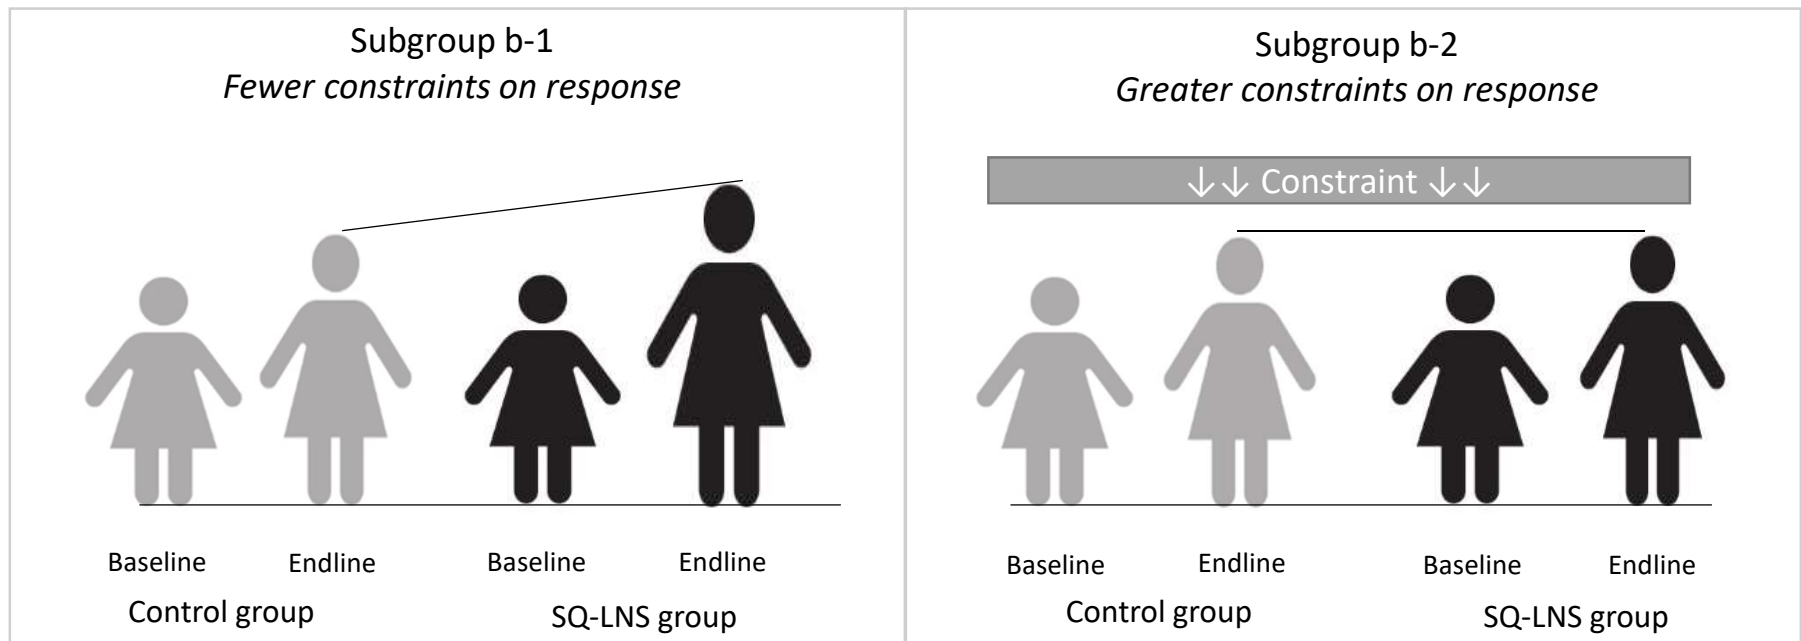 Subgroup b-1
Fewer constraints on response
Baseline
Endline
Baseline
Endline
Control group
SQ-LNS group
Subgroup b-2
Greater constraints on response
↓↓ Constraint ↓↓
Baseline
Endline
Baseline
Endline
Control group
SQ-LNS group